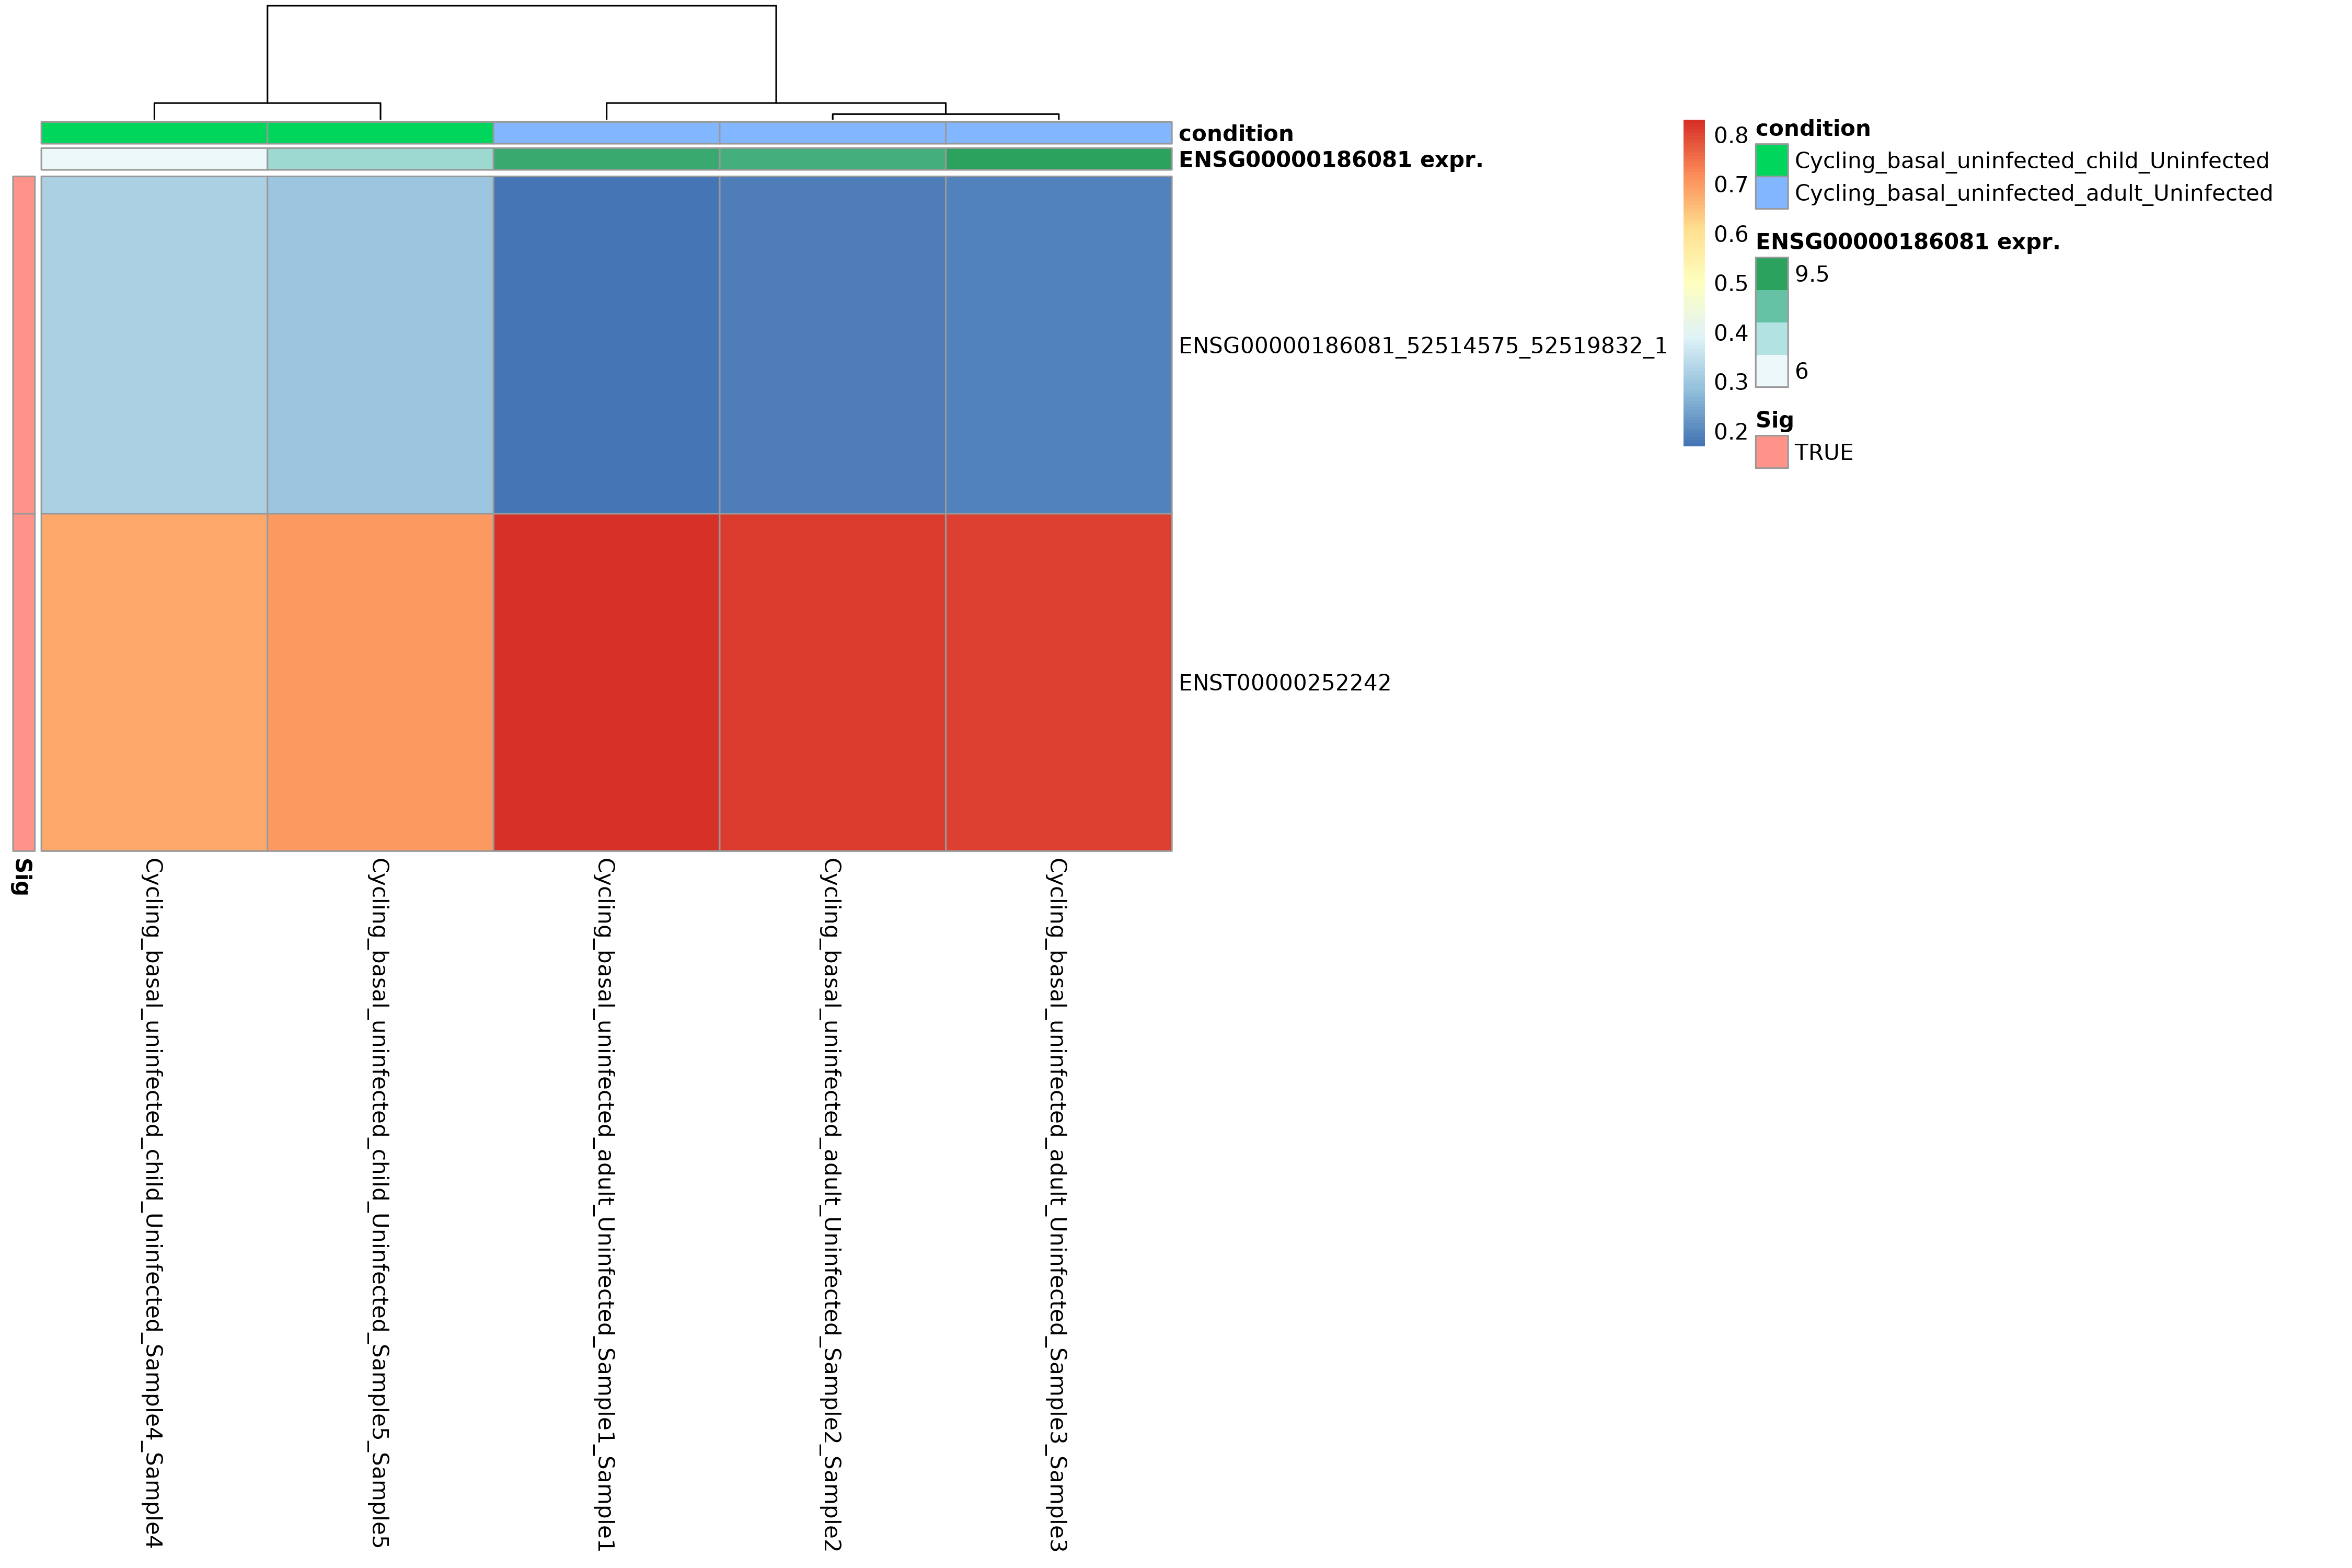 condition
ENSG00000186081 expr.
ENSG00000186081_52514575_52519832_1
ENST00000252242
0.8
0.7
0.6
0.5
0.4
0.3
0.2
condition
Cycling_basal_uninfected_child_Uninfected
Cycling_basal_uninfected_adult_Uninfected
ENSG00000186081 expr.
9.5
6
Sig
TRUE
Sig
Cycling_basal_uninfected_child_Uninfected_Sample4_Sample4
Cycling_basal_uninfected_child_Uninfected_Sample5_Sample5
Cycling_basal_uninfected_adult_Uninfected_Sample1_Sample1
Cycling_basal_uninfected_adult_Uninfected_Sample2_Sample2
Cycling_basal_uninfected_adult_Uninfected_Sample3_Sample3